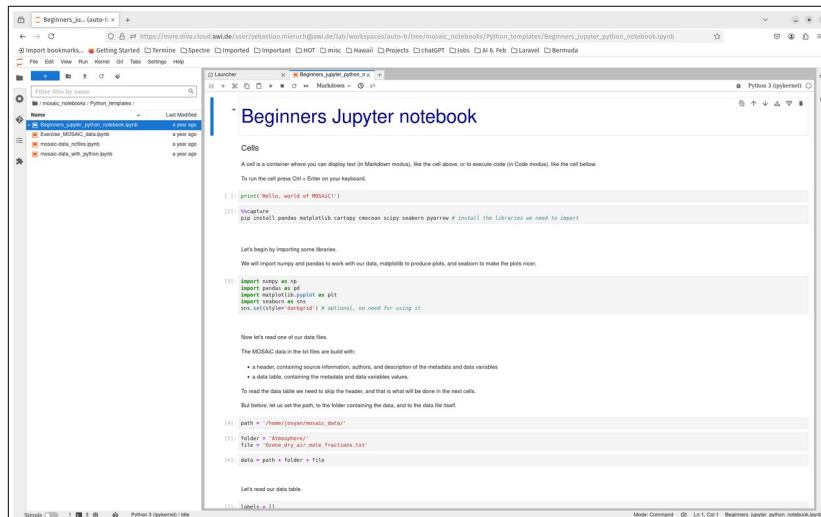 Beginners_ju... (auto-b
https://mvre.diva.cloud.awi.de/user/sebastian.mieruch@awi.de/lab/workspaces/auto-b/tree/mosaic_notebooks/Python_templates/Beginners_jupyter_python_notebook.ipynb
Import bookmarks... Getting Started Termine Spectre Imported Important HOT misc Hawaii Projects chatGPT Jobs AI 6, Feb Laravel Bermuda
File Edit View Run Kernel Git Tabs Settings Help
Filter files by name
/ mosaic_notebooks / Python_templates /
Name Last Modified
Beginners_jupyter_python_notebook.ipynb a year ago
Exercise_MOSAiC_data.ipynb a year ago
mosaic-data_ncfiles.ipynb a year ago
mosaic-data_with_python.ipynb a year ago
Launcher Beginners_jupyter_python_n
Markdown Python 3 (ipykernel)
Beginners Jupyter notebook
Cells
A cell is a container where you can display text (in Markdown modus), like the cell above, or to execute code (in Code modus), like the cell bellow.
To run the cell press Ctrl + Enter on your keyboard.
[ ]: print('Hello, world of MOSAiC!')
[2]: %%capture
pip install pandas matplotlib cartopy cmocean scipy seaborn pyarrow # install the libraries we need to import
Let's begin by importing some libraries.
We will import numpy and pandas to work with our data, matplotlib to produce plots, and seaborn to make the plots nicer.
[3]: import numpy as np
import pandas as pd
import matplotlib.pyplot as plt
import seaborn as sns
sns.set(style='darkgrid') # optional, no need for using it
Now let's read one of our data files.
The MOSAiC data in the txt files are build with:
• a header, containing source information, authors, and description of the metadata and data variables
• a data table, containing the metadata and data variables values.
To read the data table we need to skip the header, and that is what will be done in the next cells.
But before, let us set the path, to the folder containing the data, and to the data file itself.
[4]: path = '/home/jovyan/mosaic_data/'
[5]: folder = 'Atmosphere/'
file = 'Ozone_dry_air_mole_fractions.txt'
[6]: data = path + folder + file
Let's read our data table.
labels = []
Simple 1 3 Python 3 (ipykernel) | Idle Mode: Command Ln 1, Col 1 Beginners_jupyter_python_notebook.ipynb